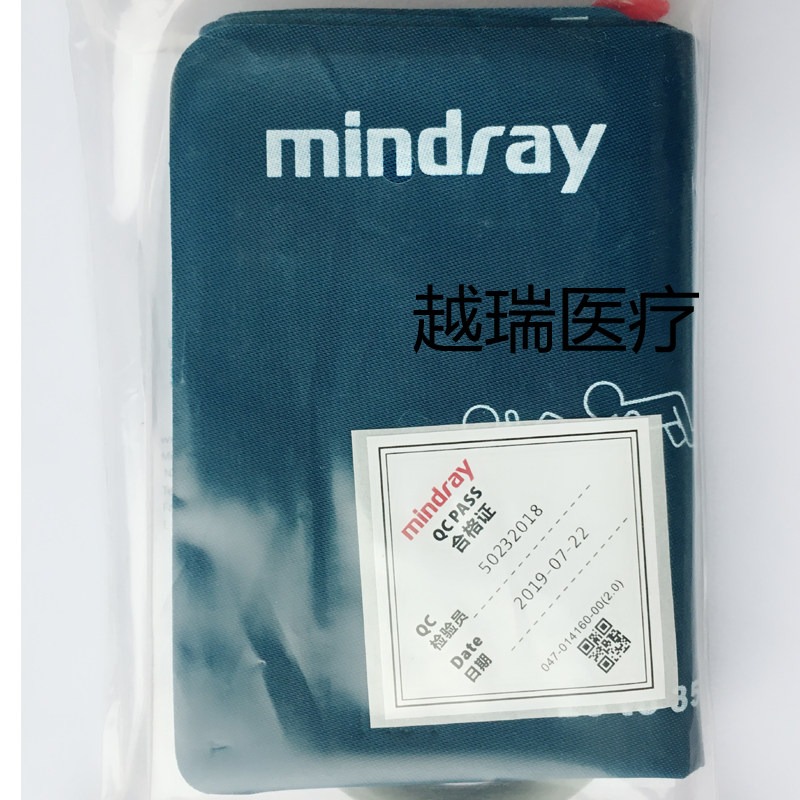 mindray
越瑞医疗
mindray
QC PASS
合格证
QC
检验员
50232018
Date
日期
2019-07-22
047-014160-00(2.0)